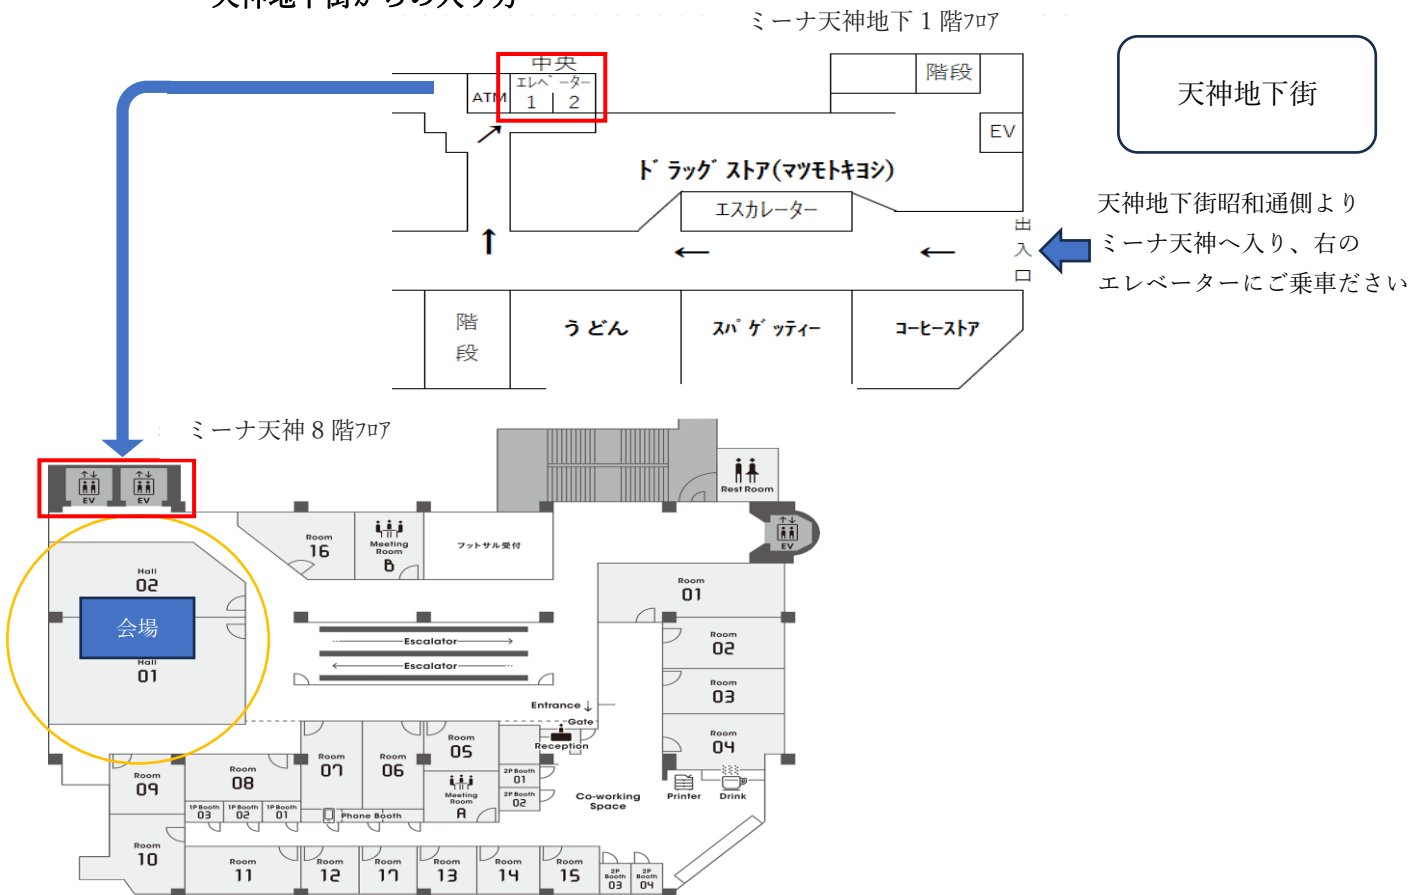 天神地下街からの入り方
ミーナ天神地下1階フロア
中央
エレベーター
ATM
1 2
階段
EV
天神地下街
ドラッグストア(マツモトキヨシ)
エスカレーター
出入口
天神地下街昭和通側より
ミーナ天神へ入り、右の
エレベーターにご乗車ださい
階段
うどん
スパゲッティー
コーヒーストア
ミーナ天神8階フロア
EV
EV
Rest Room
EV
Room
16
Meeting
Room
B
フットサル受付
Hall
02
会場
Hall
01
Room
01
Escalator
Escalator
Room
02
Room
03
Room
04
Entrance
Gate
Reception
Room
05
Room
06
Room
07
Room
08
Room
09
Meeting
Room
A
2P Booth
01
2P Booth
02
Printer
Drink
Co-working
Space
1P Booth
03
1P Booth
02
1P Booth
01
Phone Booth
Room
10
Room
11
Room
12
Room
17
Room
13
Room
14
Room
15
2P
Booth
03
2P
Booth
04